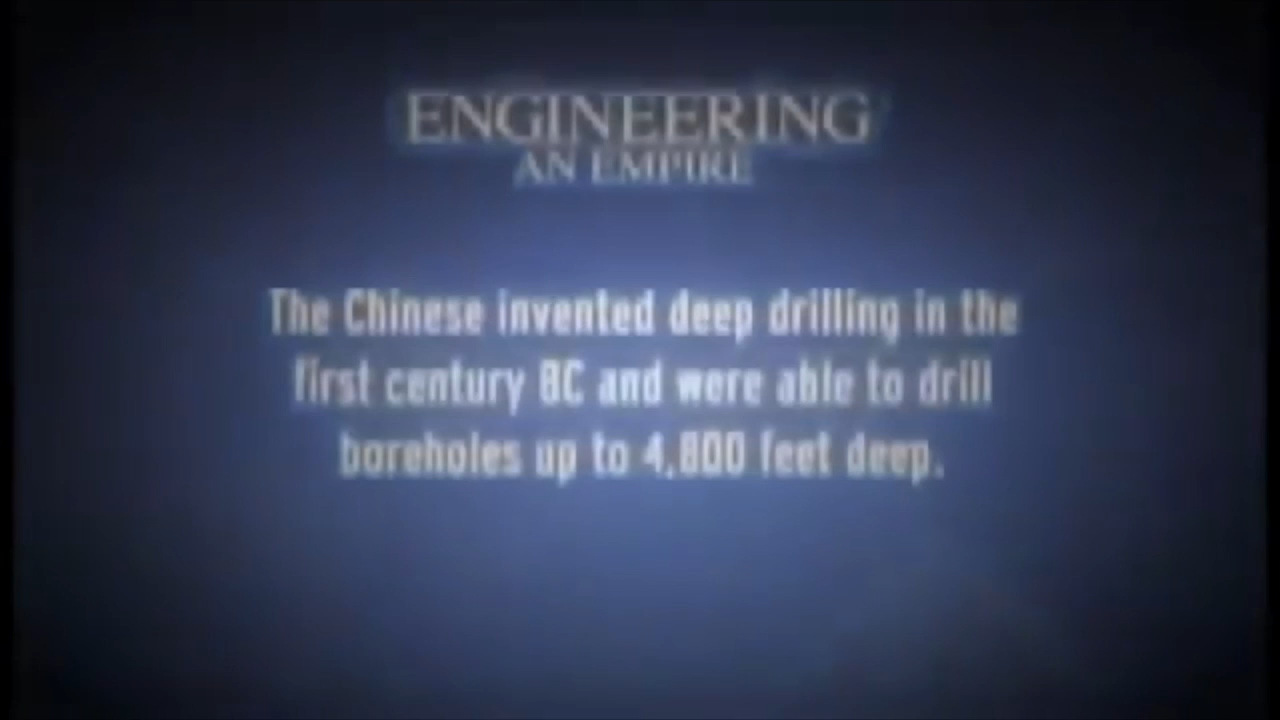 ENGINEERING
AN EMPIRE
The Chinese invented deep drilling in the
first century BC and were able to drill
boreholes up to 4,800 feet deep.